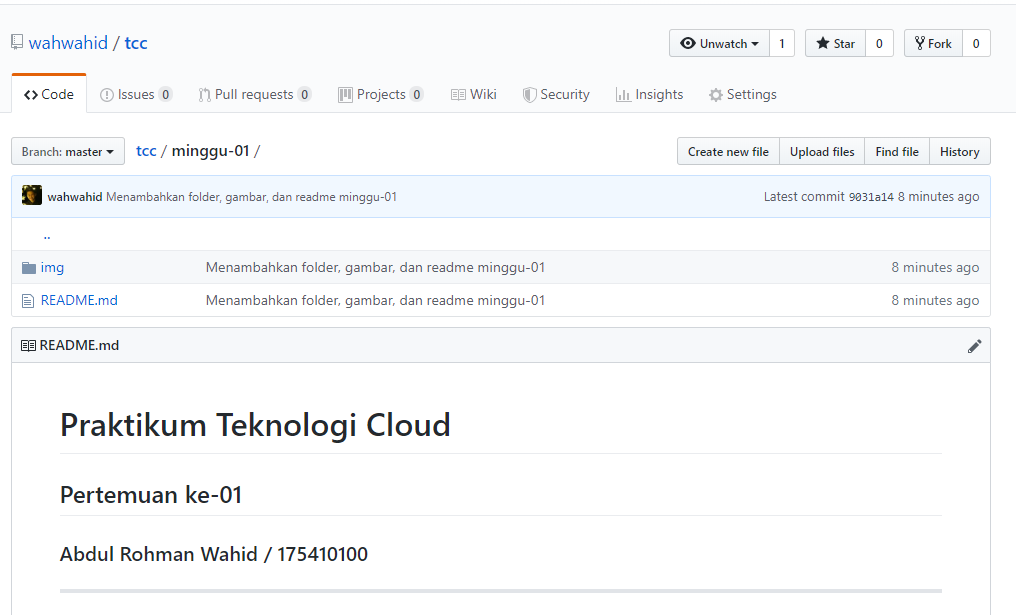 wahwahid / tcc
Unwatch 1 Star 0 Fork 0
Code Issues 0 Pull requests 0 Projects 0 Wiki Security Insights Settings
Branch: master tcc / minggu-01 / Create new file Upload files Find file History
wahwahid Menambahkan folder, gambar, dan readme minggu-01 Latest commit 9031a14 8 minutes ago
..
img Menambahkan folder, gambar, dan readme minggu-01 8 minutes ago
README.md Menambahkan folder, gambar, dan readme minggu-01 8 minutes ago
README.md
Praktikum Teknologi Cloud
Pertemuan ke-01
Abdul Rohman Wahid / 175410100